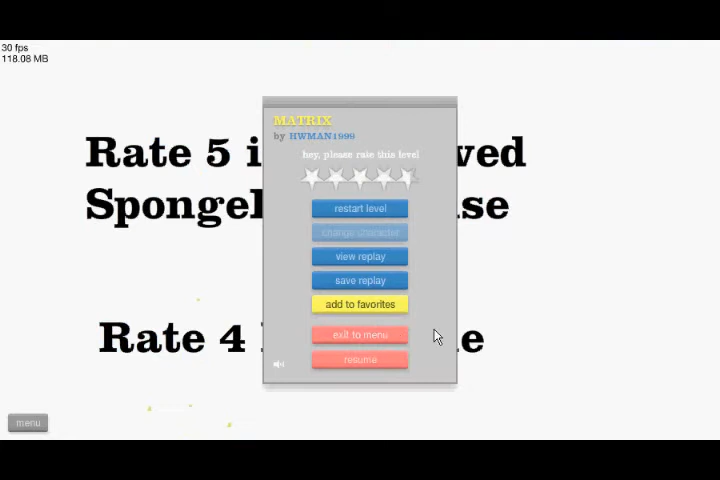 30 fps
118.08 MB
MATRIX
by HWMAN1999
hey, please rate this level
Rate 5 i ved
Sponge se
restart level
change character
view replay
save replay
add to favorites
exit to menu
resume
Rate 4 e
menu